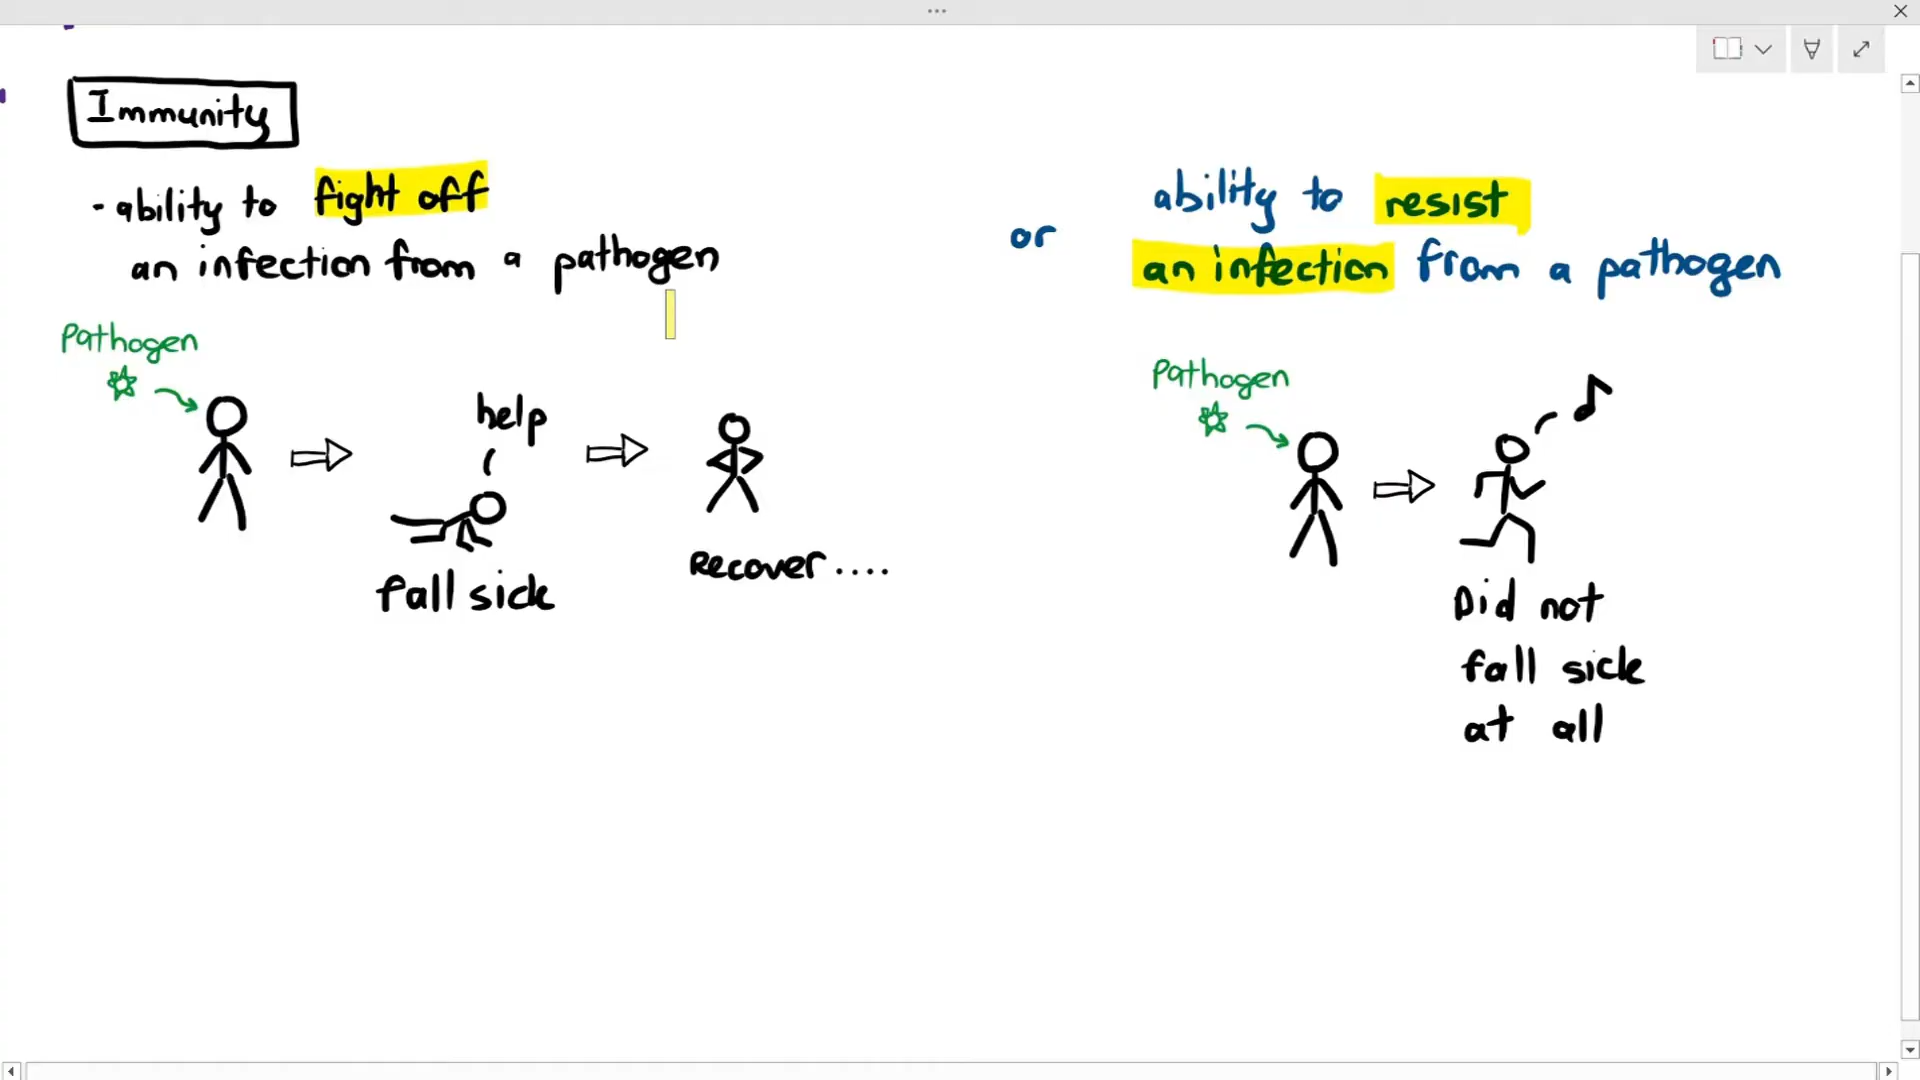 Immunity
- ability to fight off
an infection from a pathogen
or
ability to resist
an infection from a pathogen
Pathogen
help
fall sick
Recover ....
Pathogen
Did not
fall sick
at all